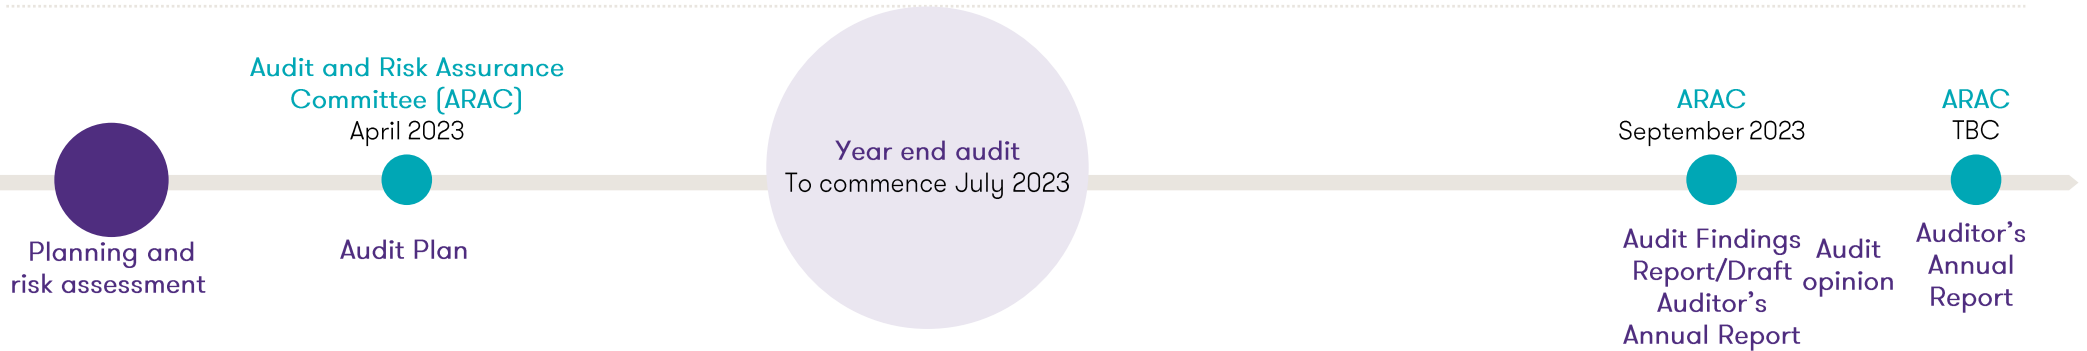 Planning and
risk assessment
Audit and Risk Assurance
Committee (ARAC)
April 2023
Audit Plan
Year end audit
To commence July 2023
ARAC
September 2023
Audit Findings
Report/Draft
Auditor’s
Annual Report
Audit
opinion
ARAC
TBC
Auditor’s
Annual
Report